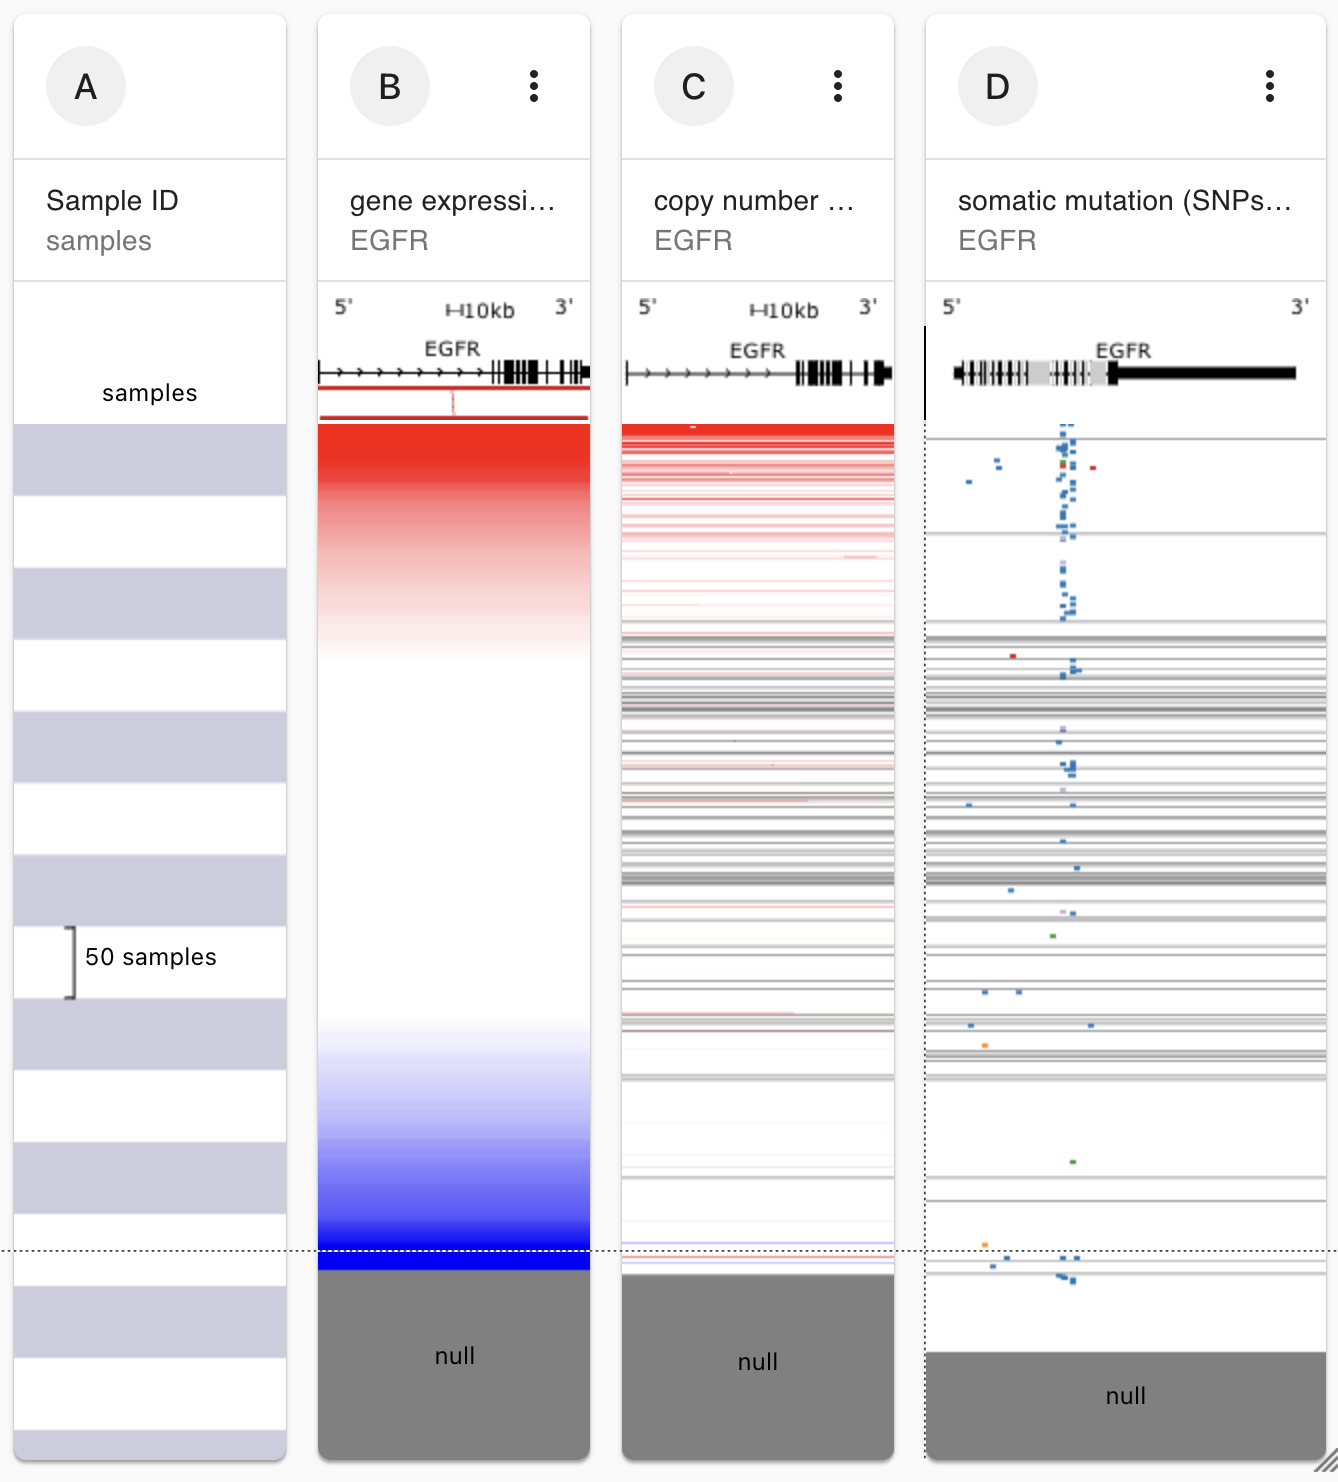 A
B
C
D
Sample ID
samples
gene expressi...
EGFR
copy number ...
EGFR
somatic mutation (SNPs...
EGFR
5'
10kb
3'
5'
10kb
3'
5'
3'
EGFR
EGFR
EGFR
samples
50 samples
null
null
null